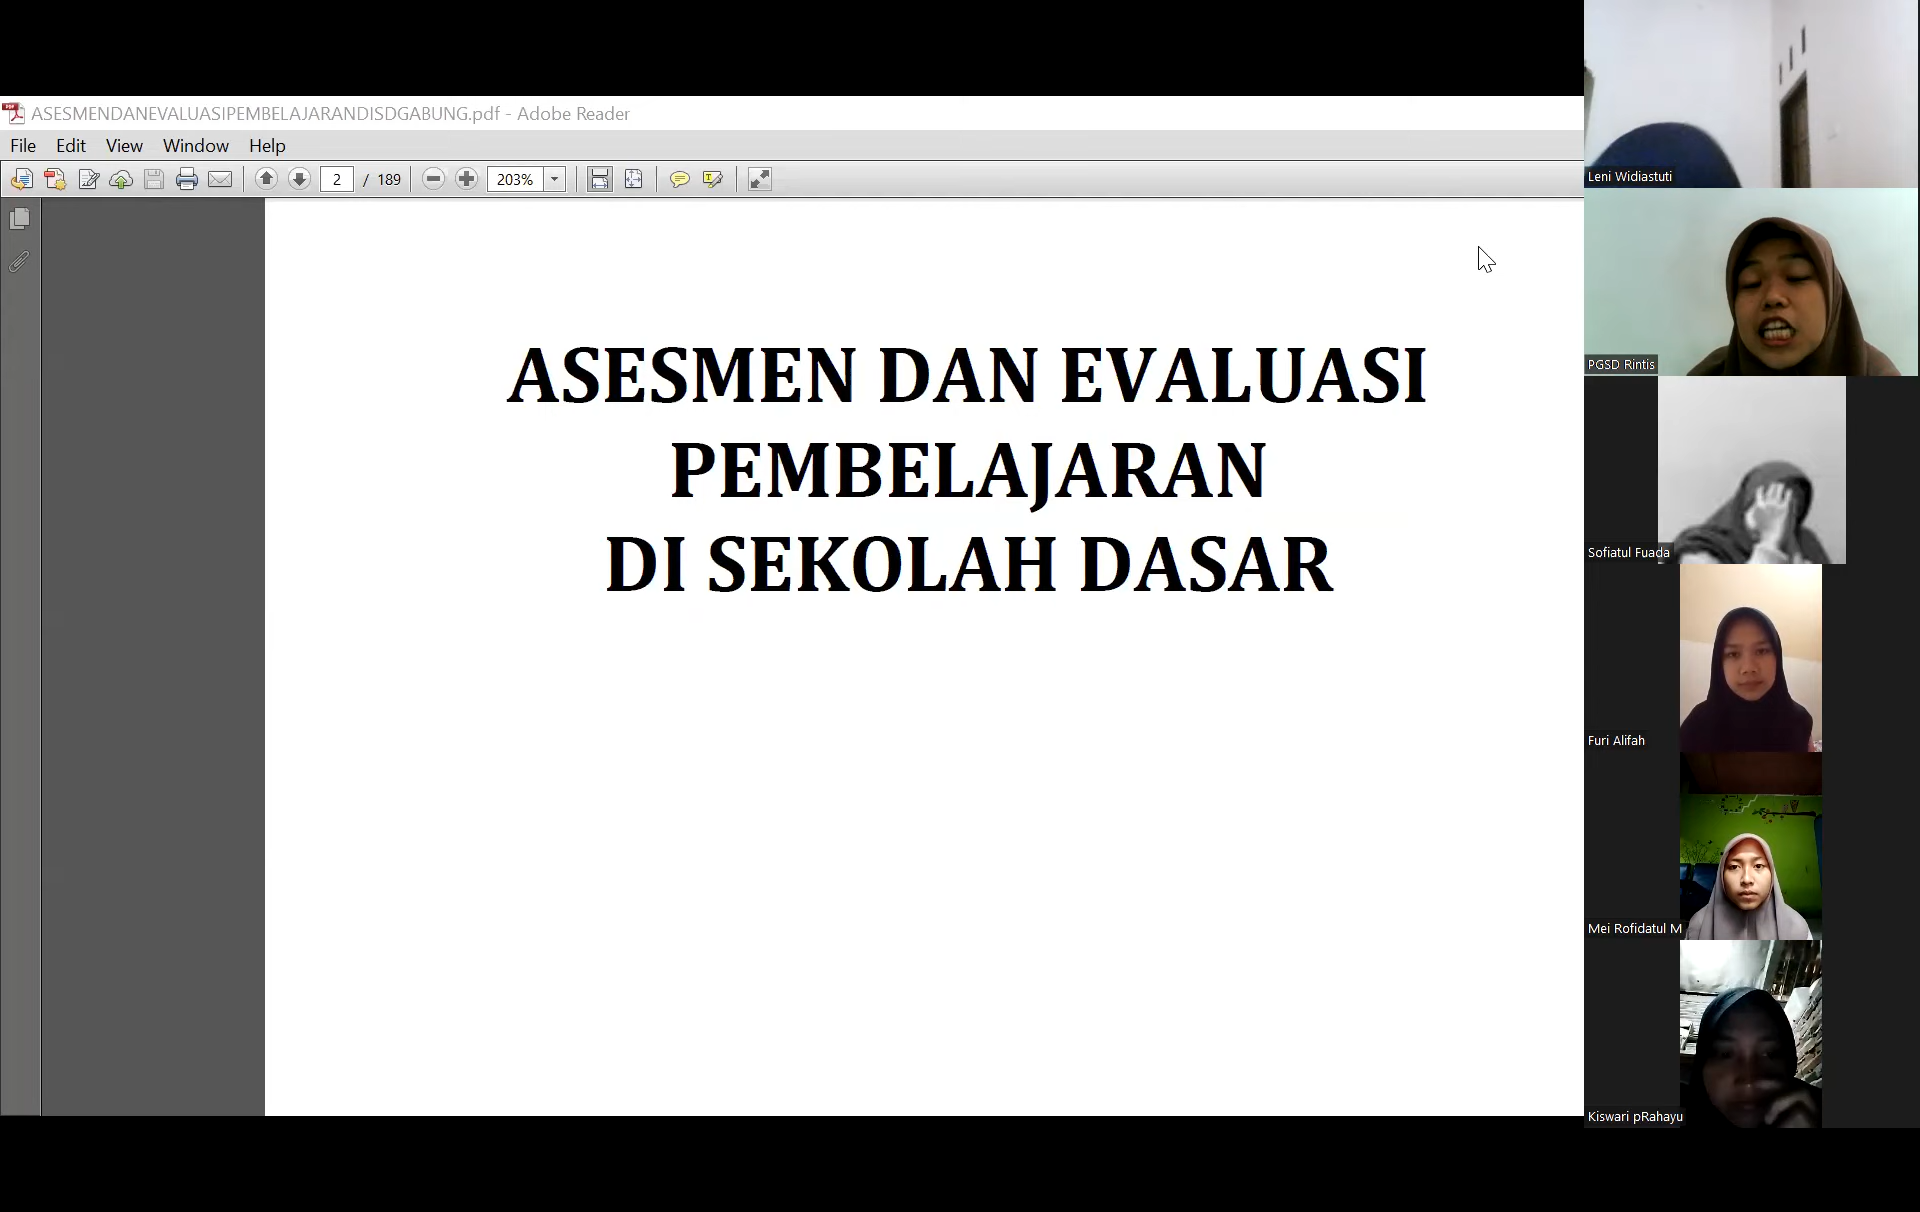 ASESMENDANEVALUASIPEMBELAJARANDISDGABUNG.pdf - Adobe Reader
File Edit View Window Help
2 / 189 203%
ASESMEN DAN EVALUASI
PEMBELAJARAN
DI SEKOLAH DASAR
Leni Widiastuti
PGSD Rintis
Sofiatul Fuada
Furi Alifah
Mei Rofidatul M
Kiswari pRahayu